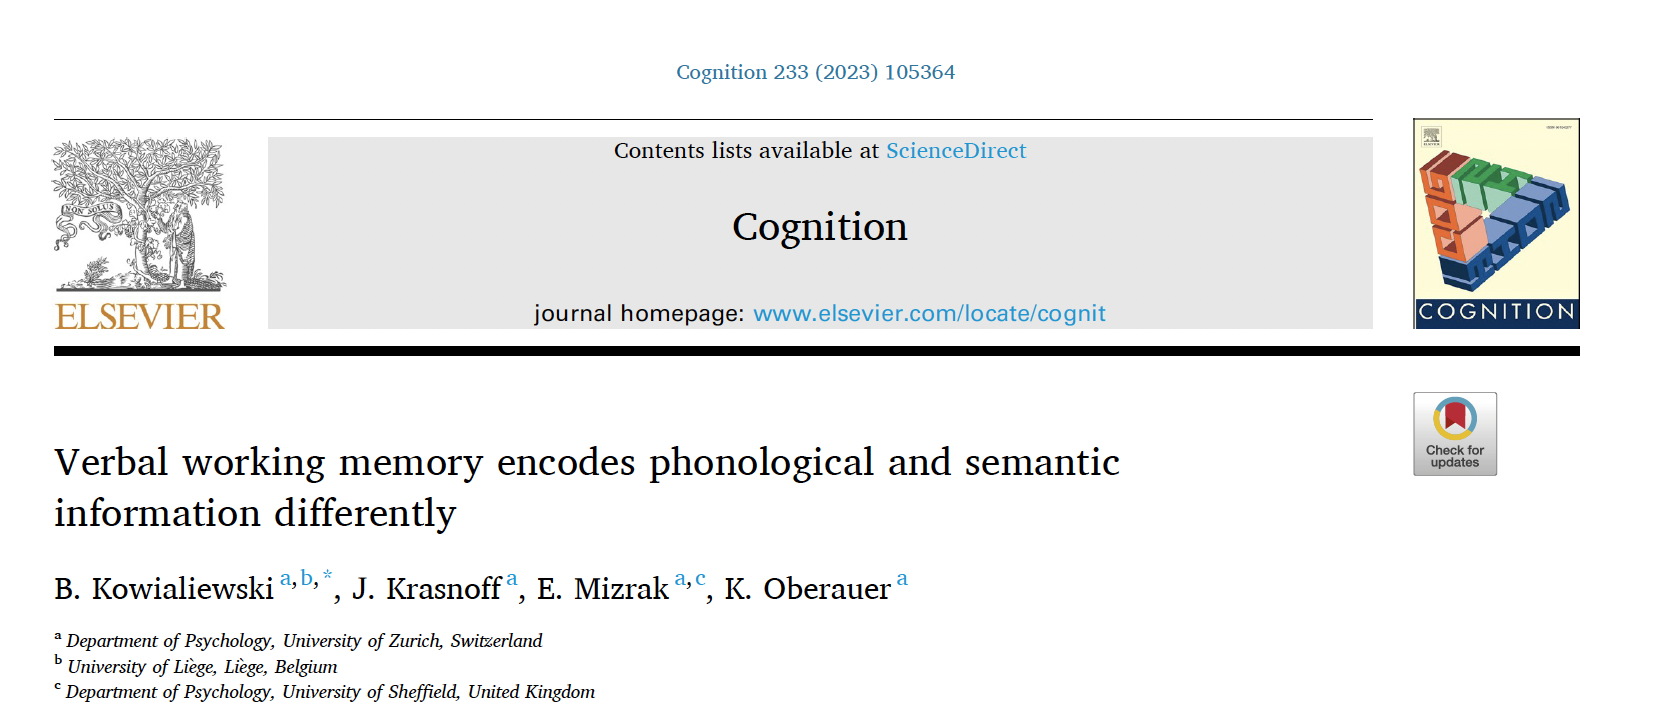 Cognition 233 (2023) 105364
Contents lists available at ScienceDirect
Cognition
journal homepage: www.elsevier.com/locate/cognit
NON SOLUS
ELSEVIER
COGNITION
Check for
updates
Verbal working memory encodes phonological and semantic
information differently
B. Kowialiewski a,b,*, J. Krasnoff a, E. Mizrak a,c, K. Oberauer a
a Department of Psychology, University of Zurich, Switzerland
b University of Liège, Liège, Belgium
c Department of Psychology, University of Sheffield, United Kingdom